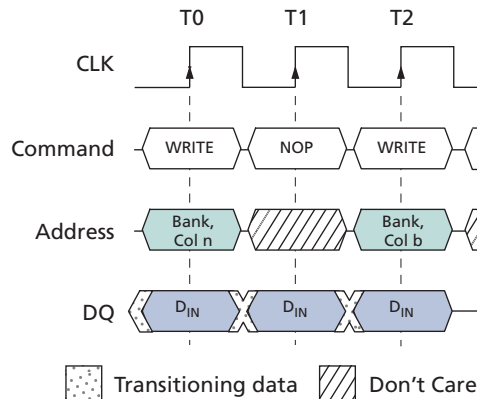 T0 T1 T2
CLK
Command WRITE NOP WRITE
Address Bank, Col n Bank, Col b
DQ DIN DIN DIN
Transitioning data Don't Care